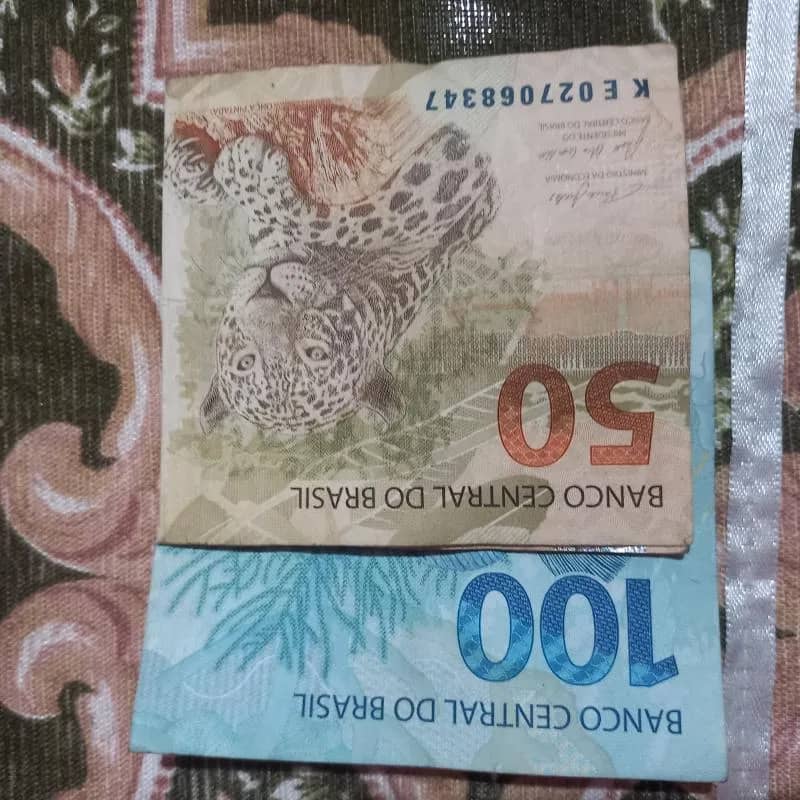 BANCO CENTRAL DO BRASIL
100
BANCO CENTRAL DO BRASIL
50
MINISTRO DA ECONOMIA
PRESIDENTE DO
BANCO CENTRAL DO BRASIL
KE027068347